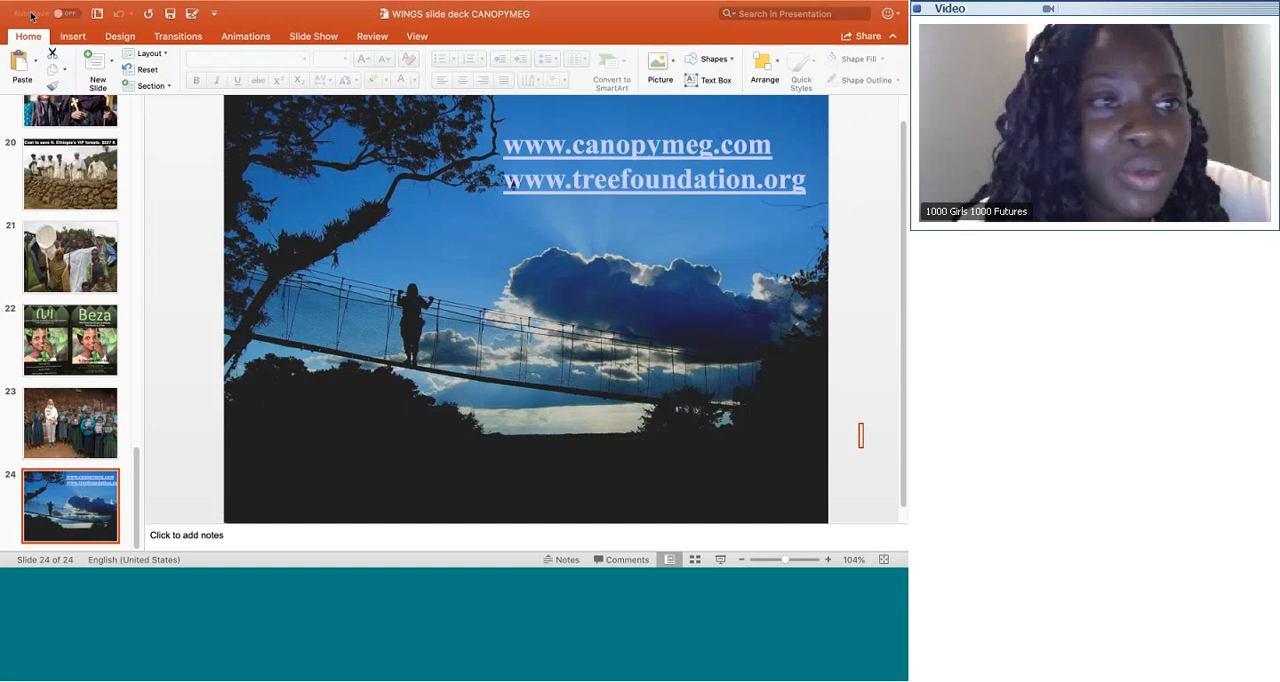 WINGS slide deck CANOPYMEG
Search in Presentation
Home
Insert
Design
Transitions
Animations
Slide Show
Review
View
Share
Paste
New
Slide
Layout
Reset
Section
B
I
U
abc
Convert to
SmartArt
Picture
Shapes
Text Box
Arrange
Quick
Styles
Shape Fill
Shape Outline
20
21
22
Beza
23
24
www.canopymeg.com
www.treefoundation.org
Click to add notes
Slide 24 of 24
English (United States)
Notes
Comments
104%
Video
1000 Girls 1000 Futures